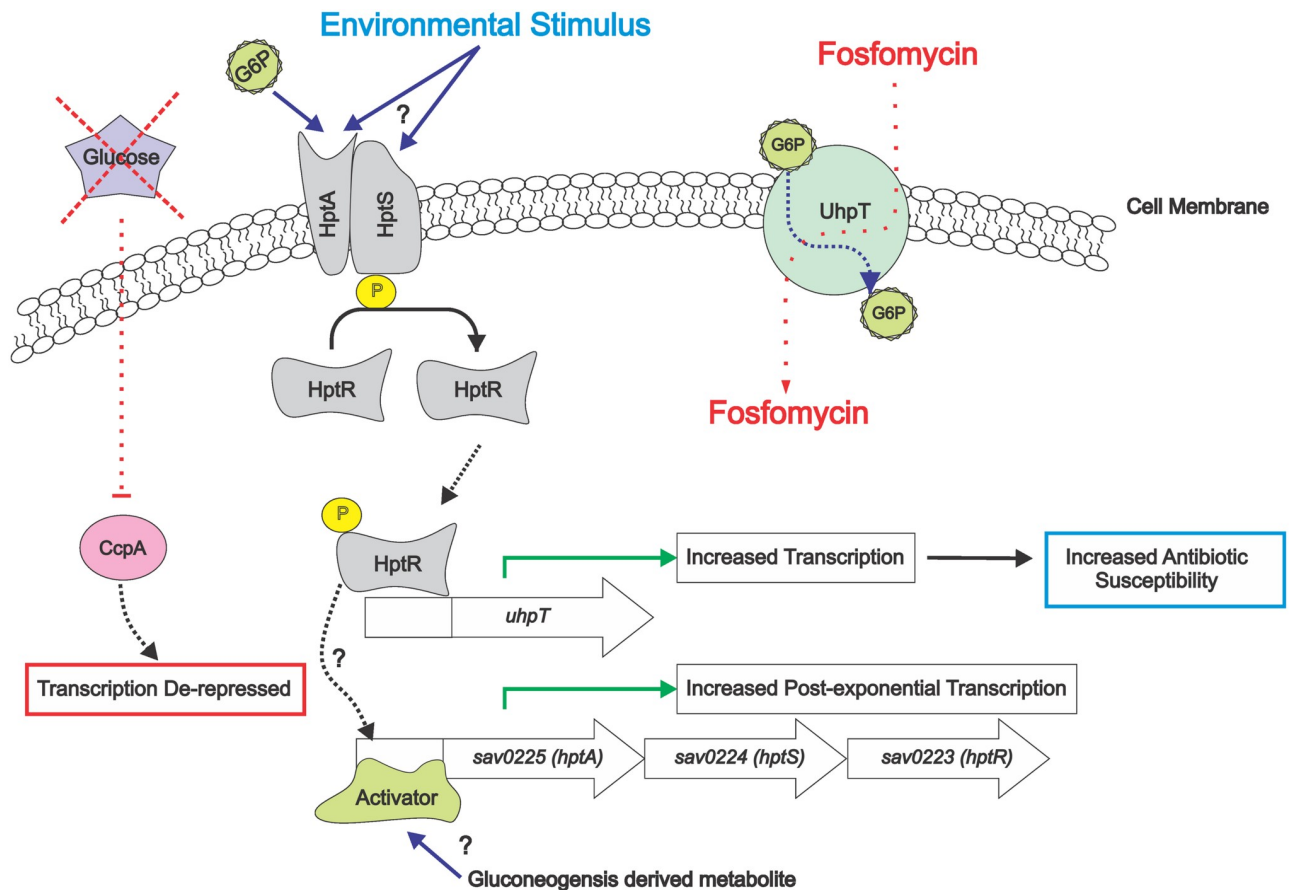 Environmental Stimulus
G6P
Fosfomycin
?
Glucose
G6P
HptA
HptS
UhpT
Cell Membrane
P
G6P
HptR
HptR
Fosfomycin
P
CcpA
HptR
Increased Transcription
Increased Antibiotic
Susceptibility
uhpT
?
Transcription De-repressed
Increased Post-exponential Transcription
sav0225 (hptA)
sav0224 (hptS)
sav0223 (hptR)
Activator
?
Gluconeogensis derived metabolite